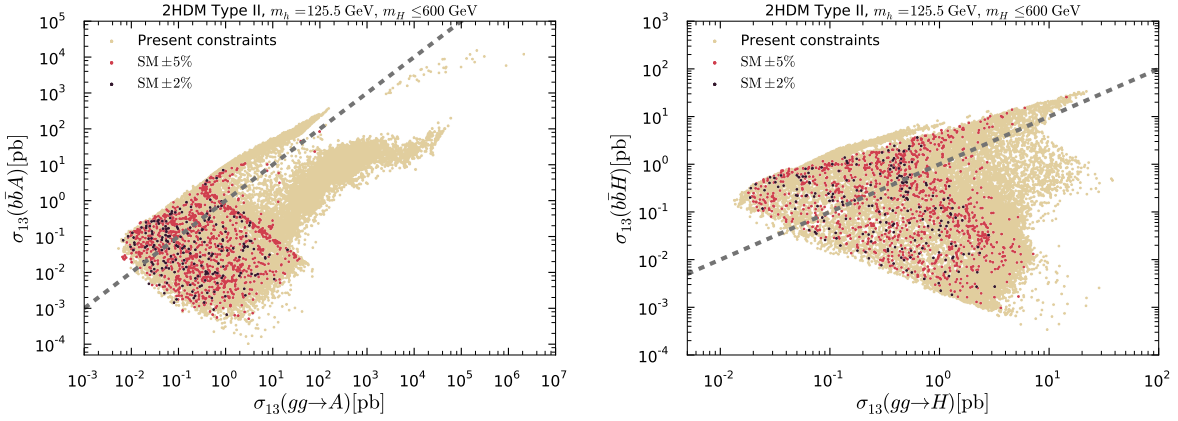 2HDM Type II, m_h =125.5 GeV, m_H ≤600 GeV
Present constraints
SM ±5%
SM ±2%
10^5
10^4
10^3
10^2
10^1
10^0
10^-1
10^-2
10^-3
10^-4
σ_13(bb̄A)[pb]
10^-3 10^-2 10^-1 10^0 10^1 10^2 10^3 10^4 10^5 10^6 10^7
σ_13(gg→A)[pb]
2HDM Type II, m_h =125.5 GeV, m_H ≤600 GeV
Present constraints
SM ±5%
SM ±2%
10^3
10^2
10^1
10^0
10^-1
10^-2
10^-3
10^-4
σ_13(bb̄H)[pb]
10^-2 10^-1 10^0 10^1 10^2
σ_13(gg→H)[pb]